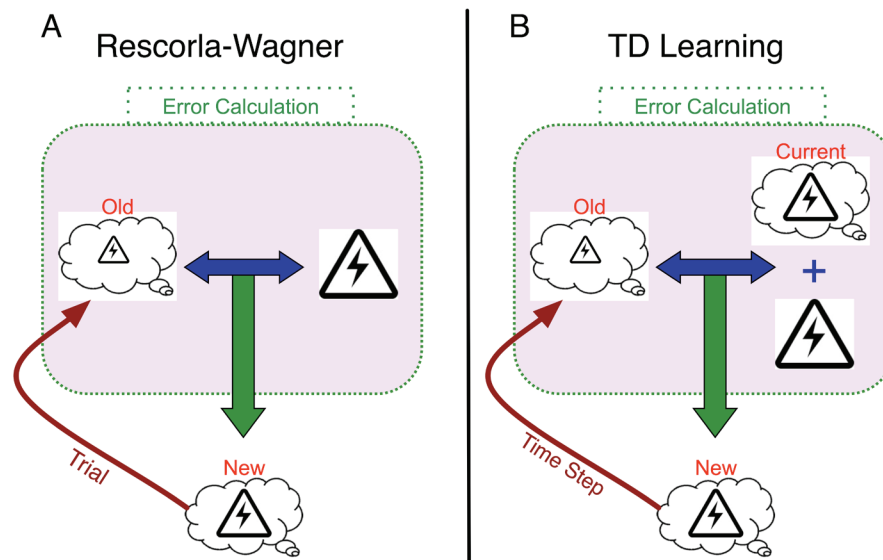 A
Rescorla-Wagner
Error Calculation
Old
Trial
New
B
TD Learning
Error Calculation
Current
Old
+
Time Step
New